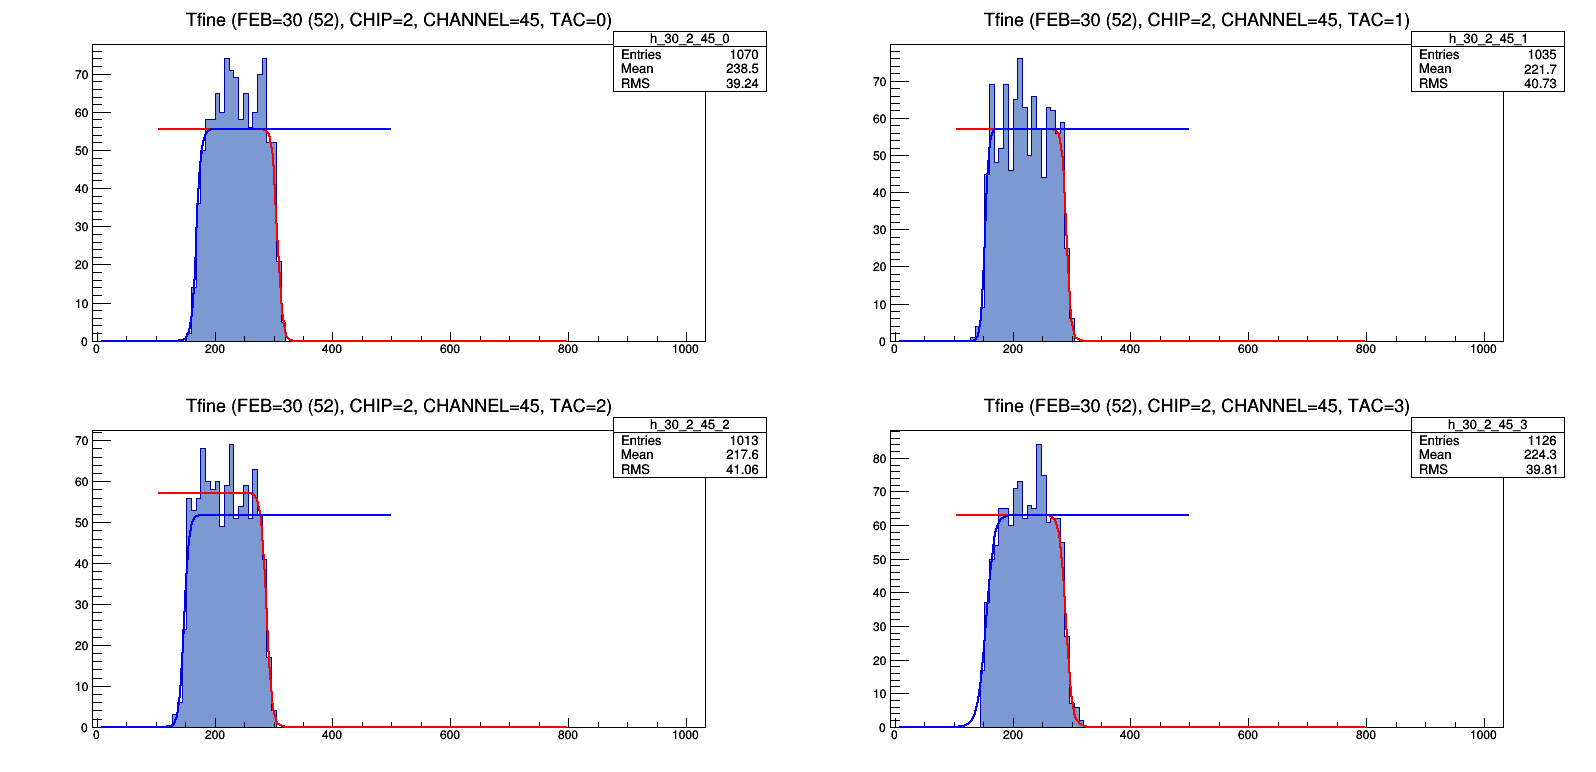 Tfine (FEB=30 (52), CHIP=2, CHANNEL=45, TAC=0)
h_30_2_45_0
Entries 1070
Mean 238.5
RMS 39.24
70
60
50
40
30
20
10
0
0 200 400 600 800 1000
Tfine (FEB=30 (52), CHIP=2, CHANNEL=45, TAC=1)
h_30_2_45_1
Entries 1035
Mean 221.7
RMS 40.73
70
60
50
40
30
20
10
0
0 200 400 600 800 1000
Tfine (FEB=30 (52), CHIP=2, CHANNEL=45, TAC=2)
h_30_2_45_2
Entries 1013
Mean 217.6
RMS 41.06
70
60
50
40
30
20
10
0
0 200 400 600 800 1000
Tfine (FEB=30 (52), CHIP=2, CHANNEL=45, TAC=3)
h_30_2_45_3
Entries 1126
Mean 224.3
RMS 39.81
80
70
60
50
40
30
20
10
0
0 200 400 600 800 1000